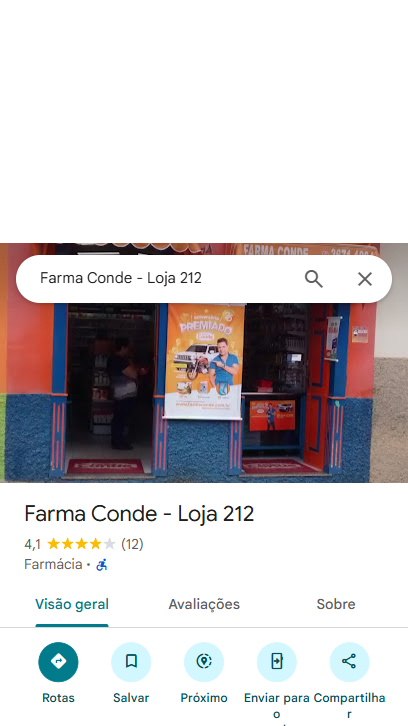 FARMA CONDE
Farma Conde - Loja 212
PREMIADO
Farma Conde - Loja 212
4,1
(12)
Farmácia •
Visão geral
Avaliações
Sobre
Rotas
Salvar
Próximo
Enviar para
o
Compartilha
r